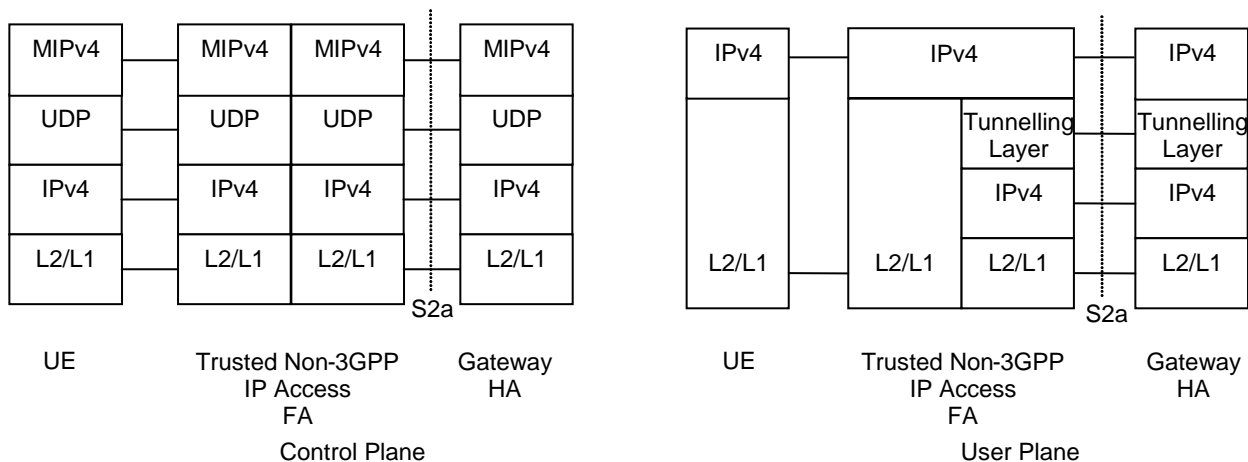 MIPv4 MIPv4 MIPv4 MIPv4
UDP UDP UDP UDP
IPv4 IPv4 IPv4 IPv4
L2/L1 L2/L1 L2/L1 L2/L1
S2a
UE
Trusted Non-3GPP
IP Access
FA
Gateway
HA
Control Plane
IPv4 IPv4 IPv4
Tunnelling
Layer
Tunnelling
Layer
IPv4 IPv4
L2/L1 L2/L1 L2/L1 L2/L1
S2a
UE
Trusted Non-3GPP
IP Access
FA
Gateway
HA
User Plane